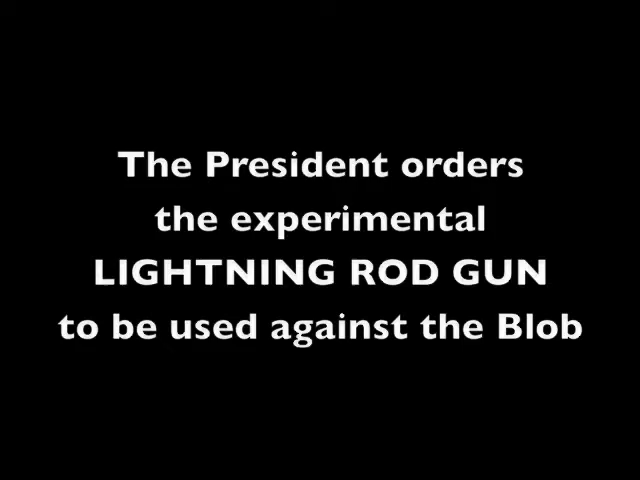 The President orders
the experimental
LIGHTNING ROD GUN
to be used against the Blob